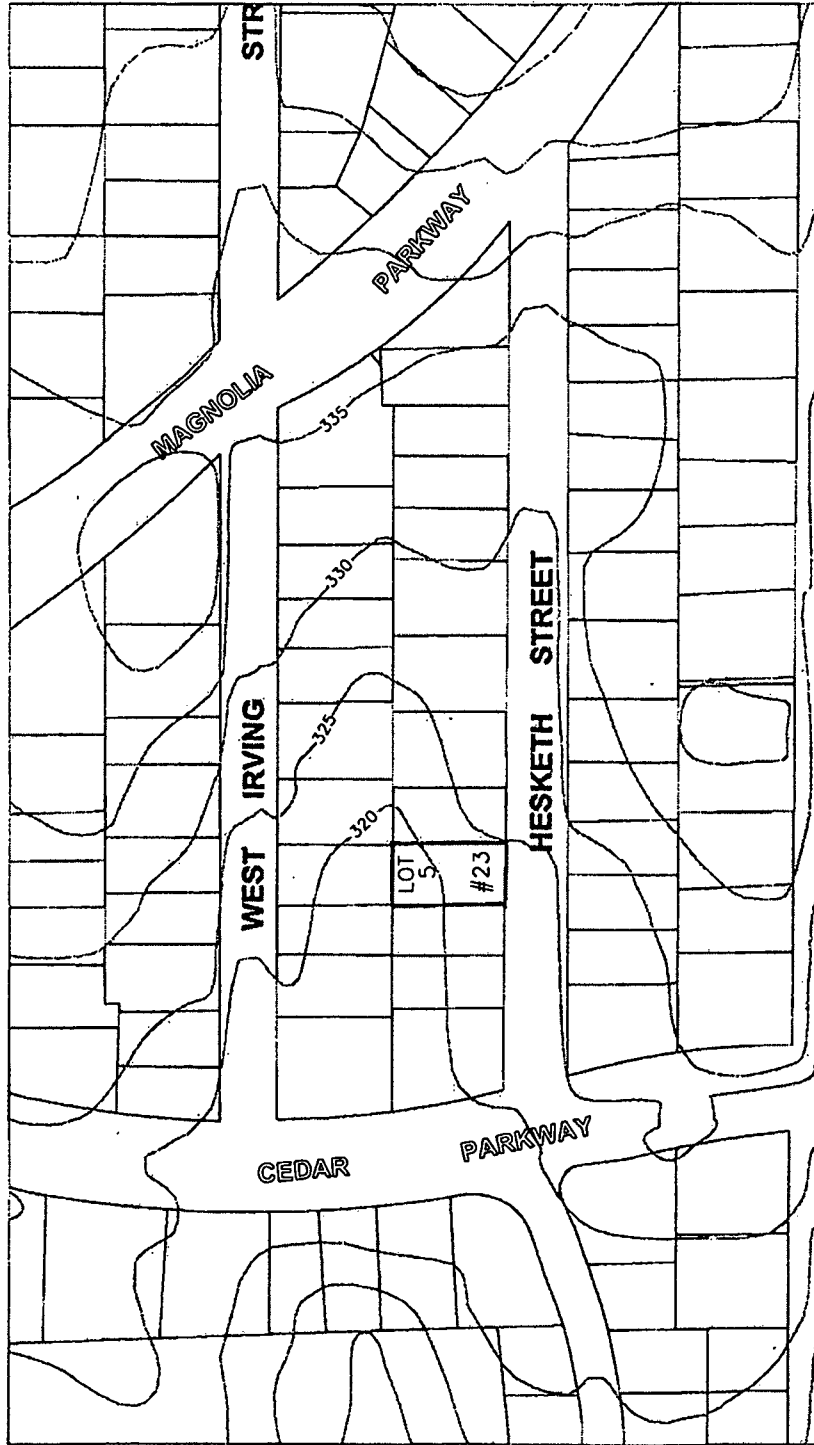 STR
PARKWAY
MAGNOLIA
335
330
WEST IRVING
325
320
HESKETH STREET
LOT
5
#23
CEDAR
PARKWAY